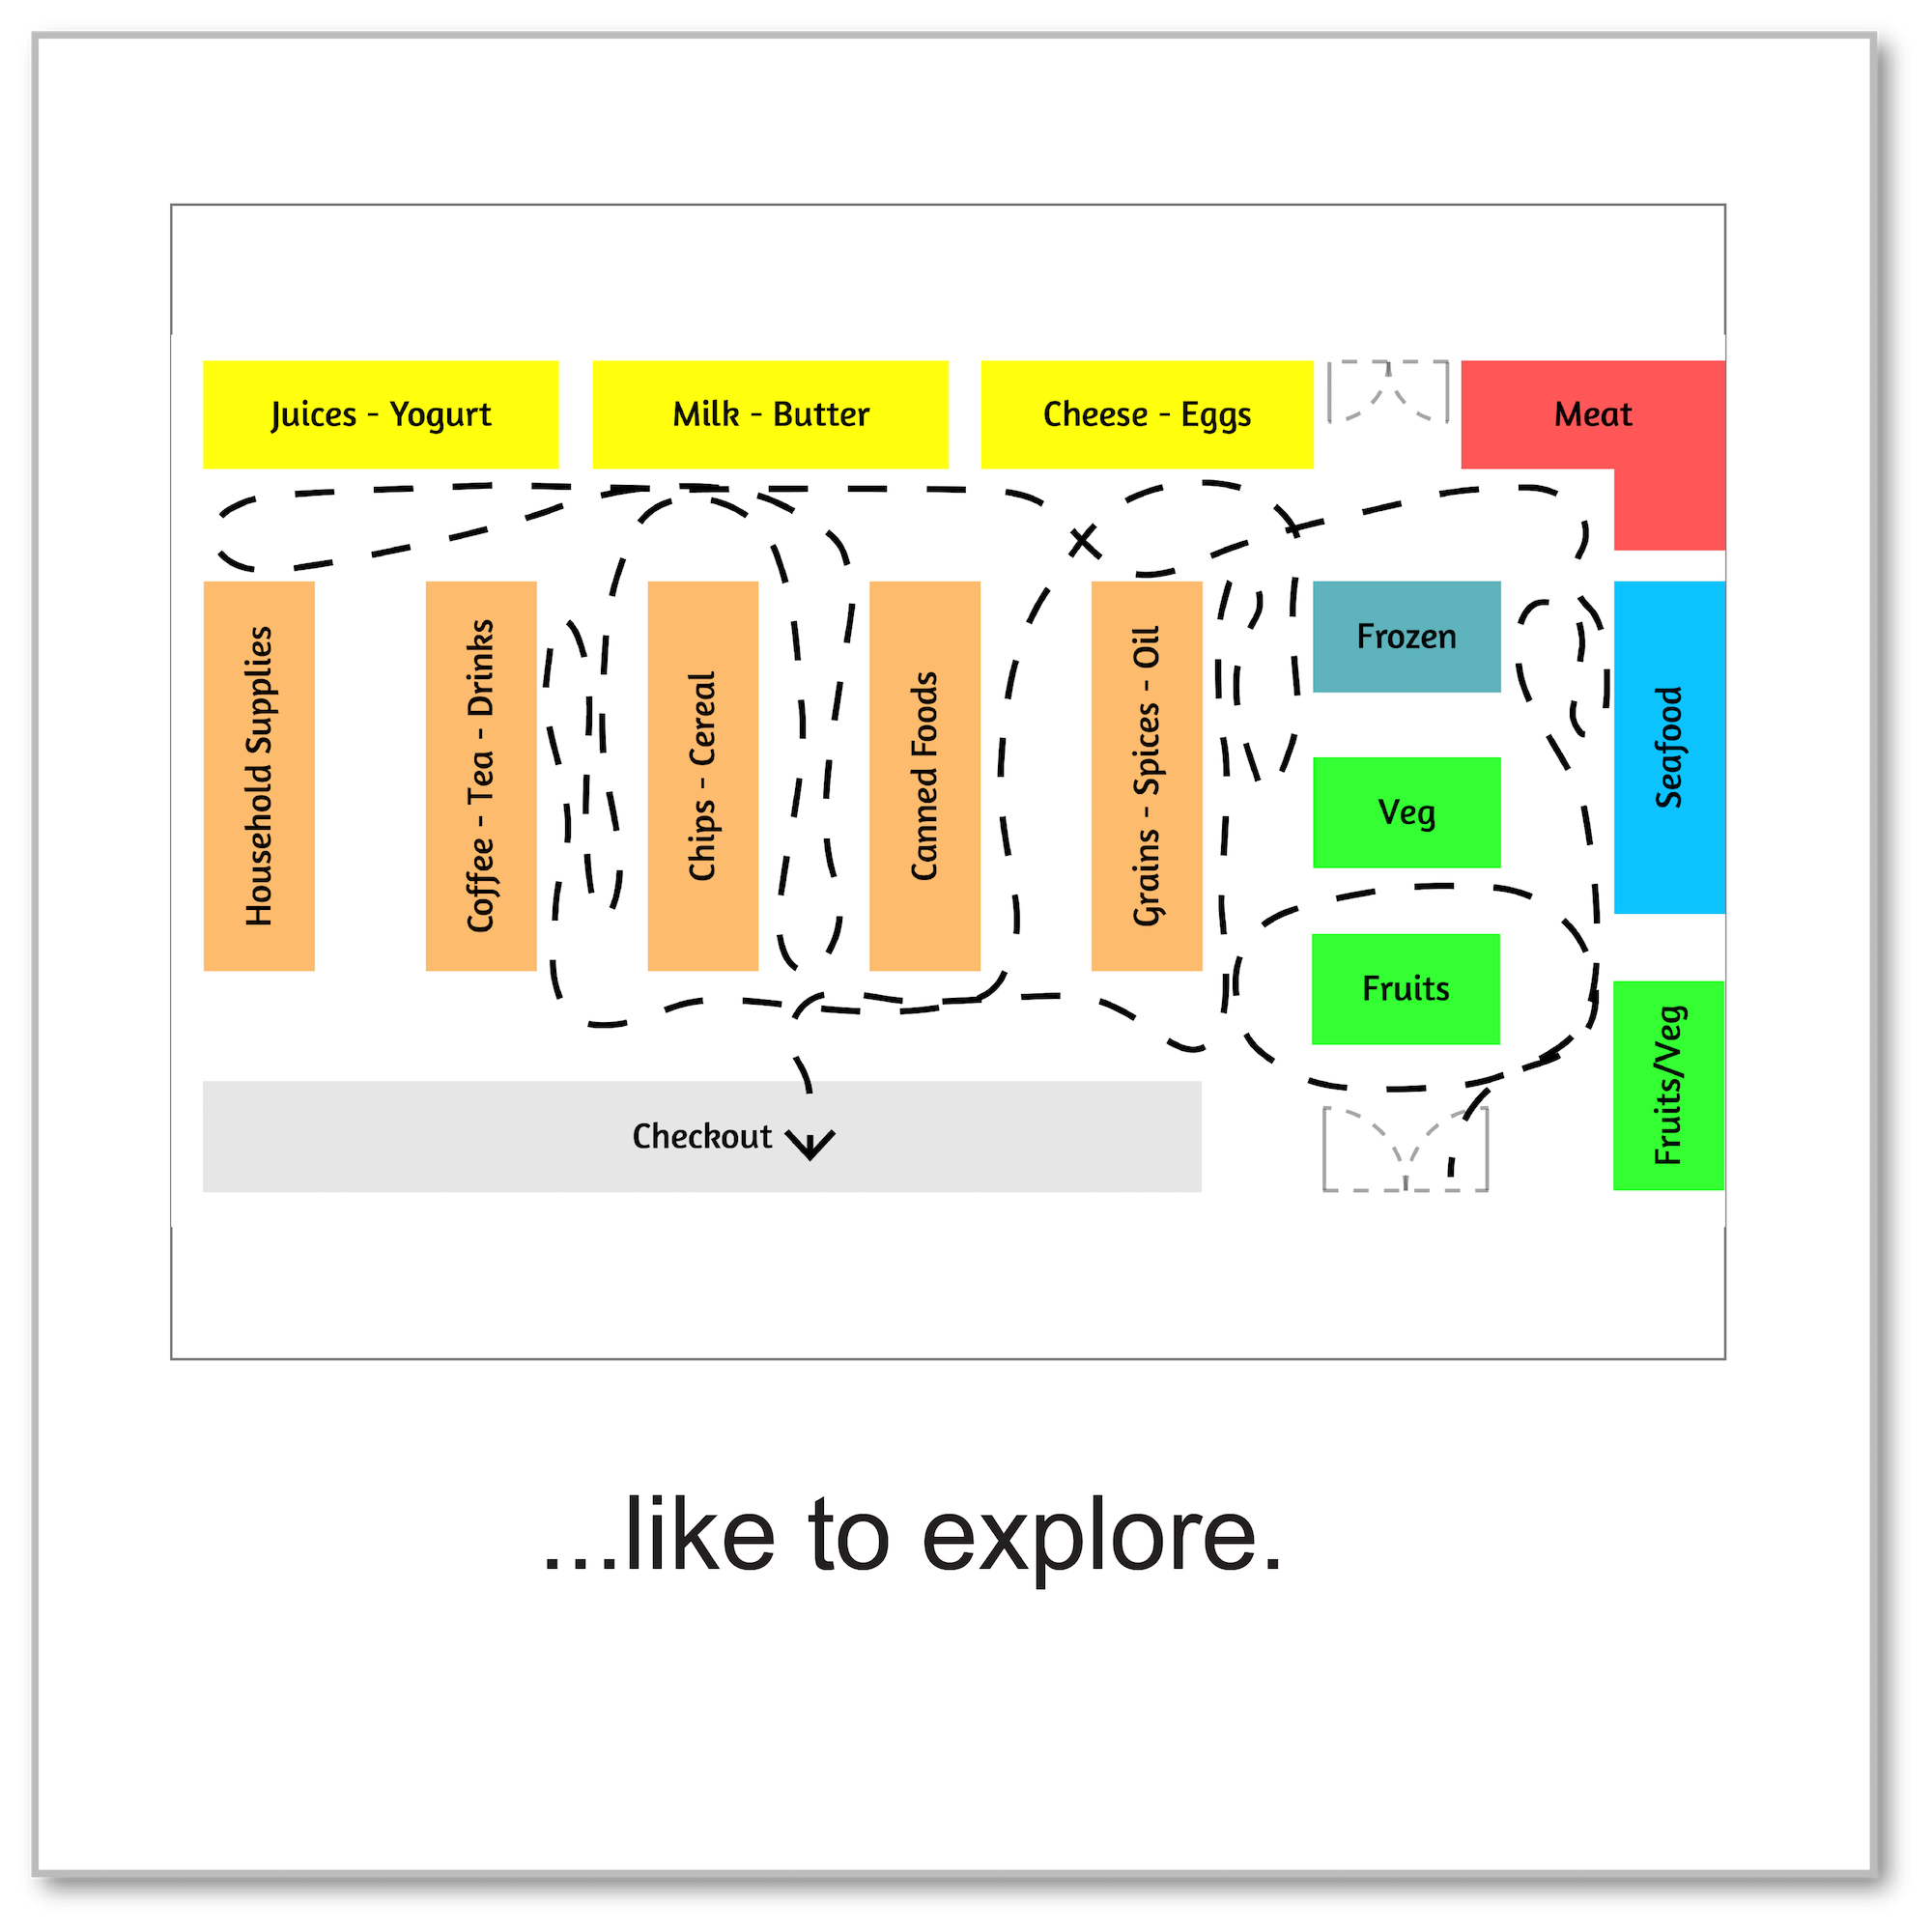 Juices - Yogurt
Milk - Butter
Cheese - Eggs
Meat
Household Supplies
Coffee - Tea - Drinks
Chips - Cereal
Canned Foods
Grains - Spices - Oil
Frozen
Veg
Fruits
Seafood
Fruits/Veg
Checkout
...like to explore.